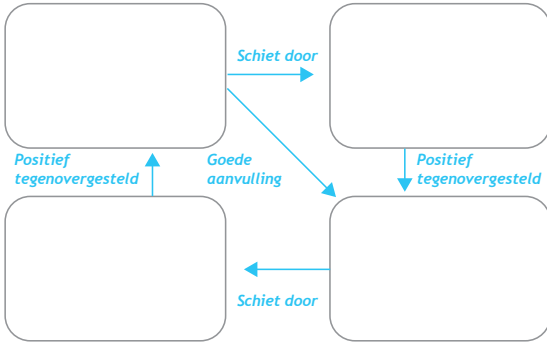 Schiet door
Positief
tegenovergesteld
Goede
aanvulling
Positief
tegenovergesteld
Schiet door